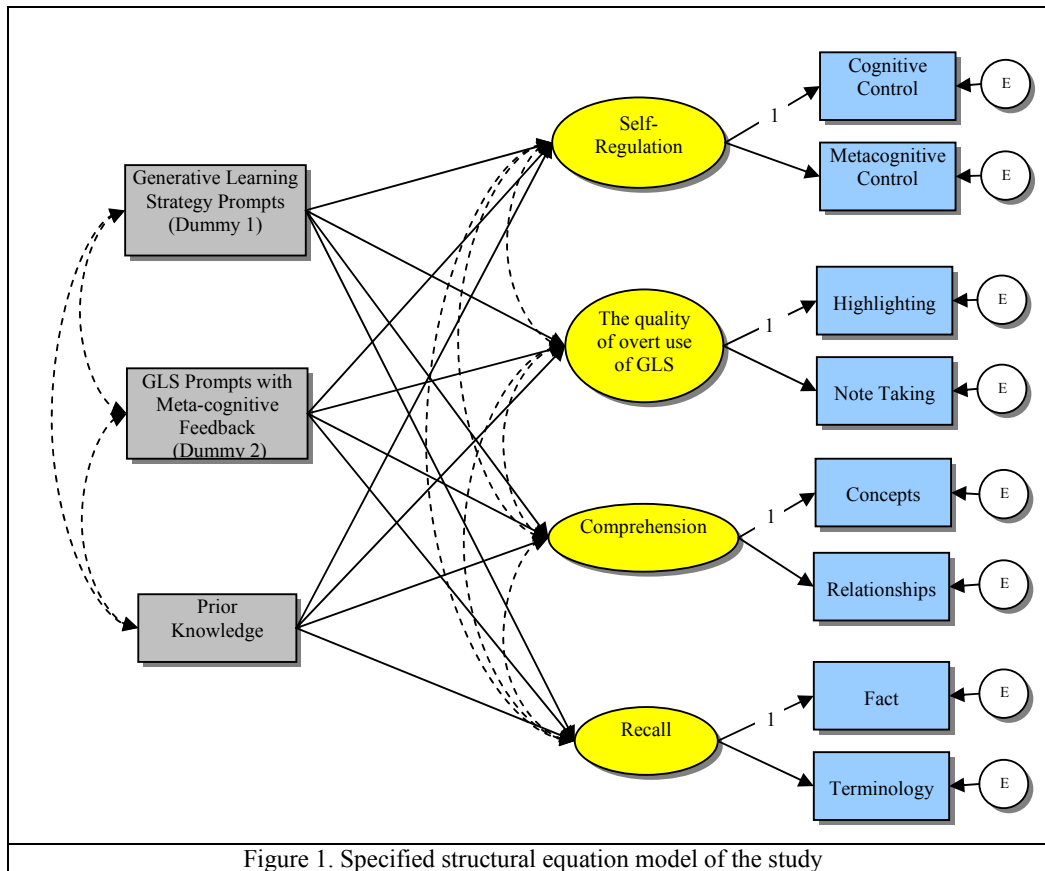 Cognitive
Control
E
1
Self-
Regulation
Metacognitive
Control
E
Generative Learning
Strategy Prompts
(Dummy 1)
Highlighting
E
1
The quality
of overt use
of GLS
Note Taking
E
GLS Prompts with
Meta-cognitive
Feedback
(Dummy 2)
Concepts
E
1
Comprehension
Relationships
E
Prior
Knowledge
Fact
E
1
Recall
Terminology
E
Figure 1. Specified structural equation model of the study